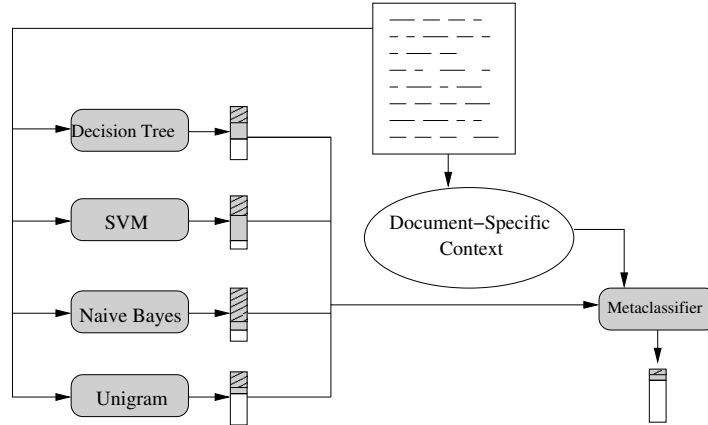 Decision Tree
SVM
Naive Bayes
Unigram
Document−Specific
Context
Metaclassifier